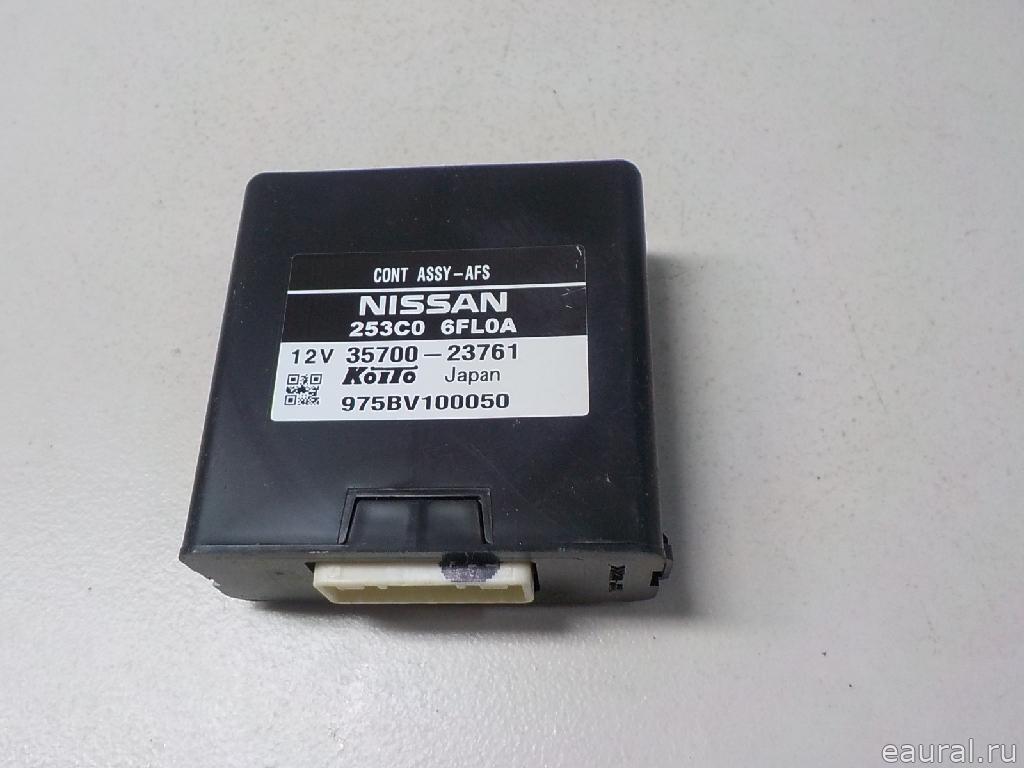 CONT ASSY-AFS
NISSAN
253C0 6FL0A
12V 35700-23761
KOITO Japan
975BV100050
eaural.ru